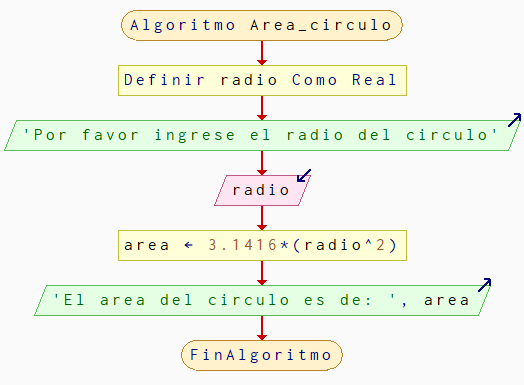 Algoritmo Area_circulo
Definir radio Como Real
'Por favor ingrese el radio del circulo'
radio
area ← 3.1416*(radio^2)
'El area del circulo es de: ', area
FinAlgoritmo